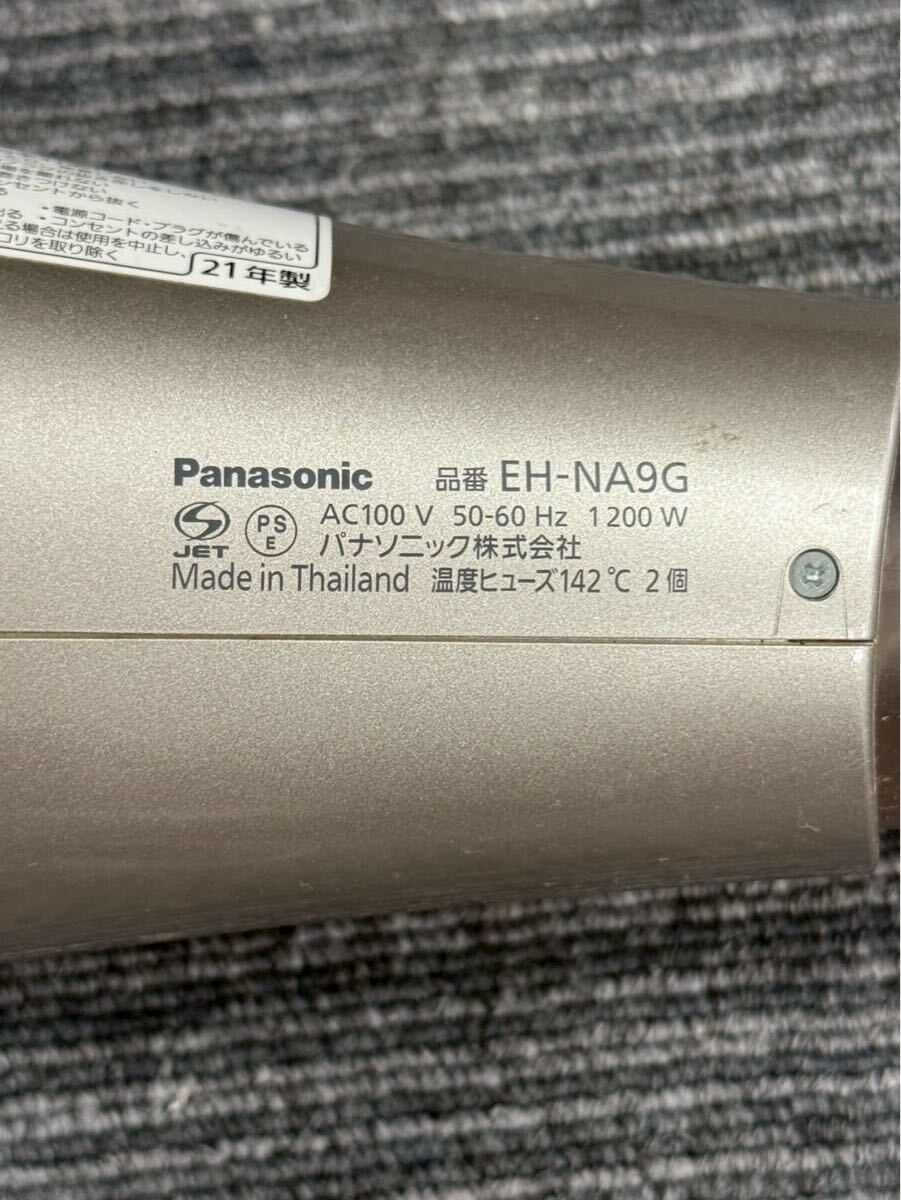 コンセントから抜く
・電源コード・プラグが傷んでいる
コンセントの差し込みがゆるい
る場合は使用を中止し、
コリを取り除く
21年製
Panasonic 品番 EH-NA9G
JET PSE AC100 V 50-60 Hz 1200 W
パナソニック株式会社
Made in Thailand 温度ヒューズ142℃ 2個